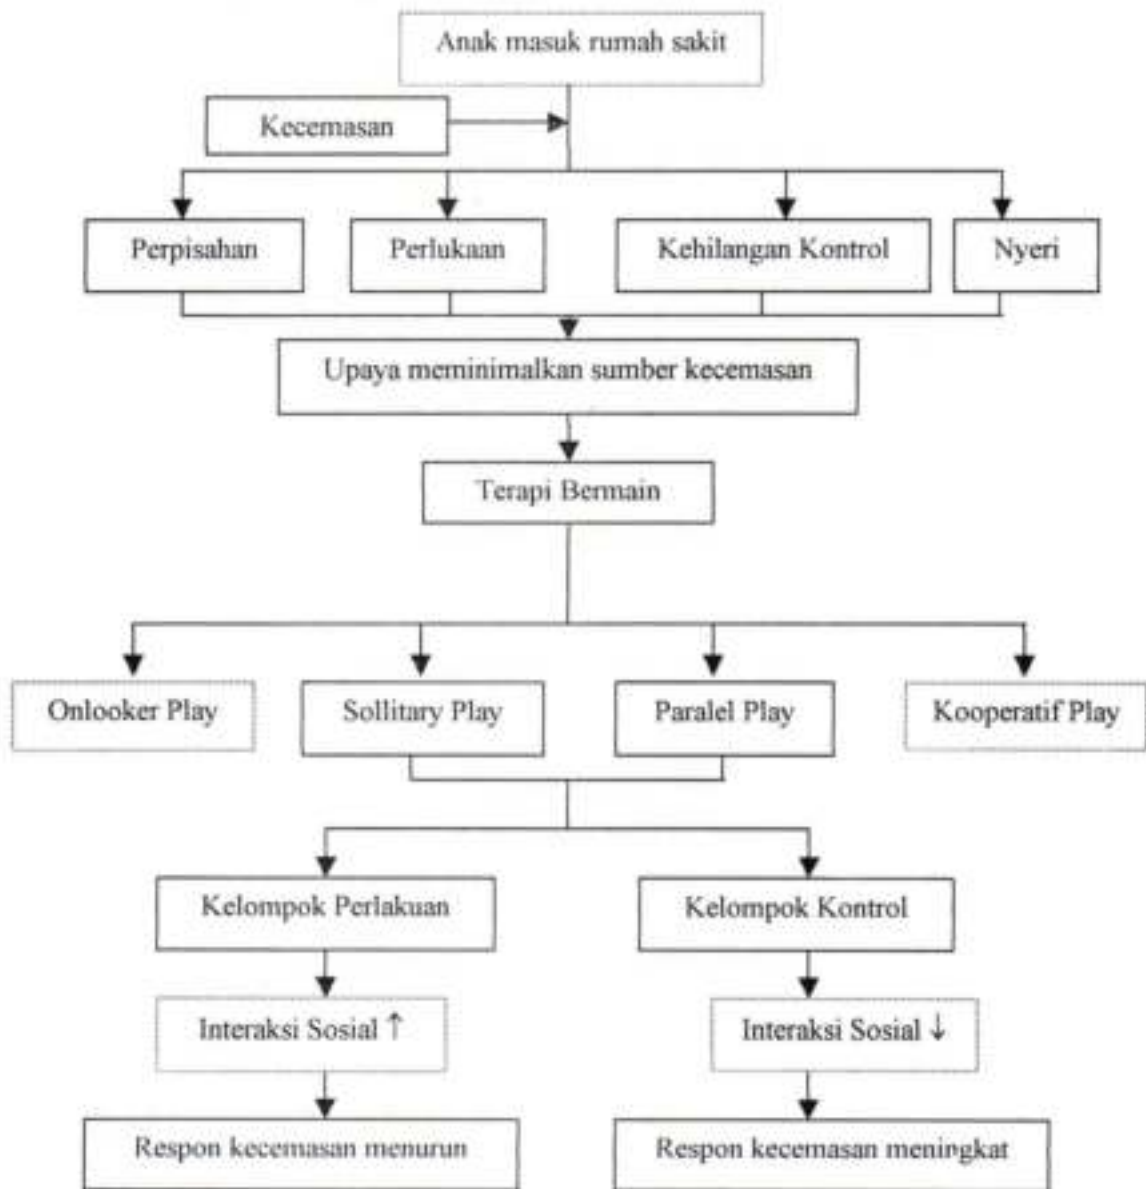 Anak masuk rumah sakit
Kecemasan
Perpisahan
Perlukaan
Kehilangan Kontrol
Nyeri
Upaya meminimalkan sumber kecemasan
Terapi Bermain
Onlooker Play
Sollitary Play
Paralel Play
Kooperatif Play
Kelompok Perlakuan
Kelompok Kontrol
Interaksi Sosial ↑
Interaksi Sosial ↓
Respon kecemasan menurun
Respon kecemasan meningkat